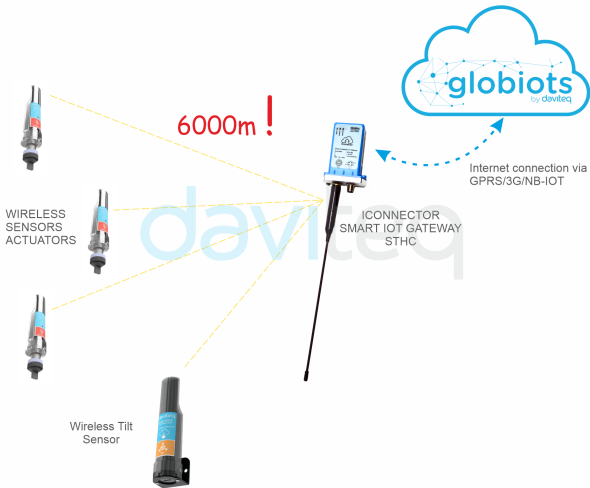 globiots
by daviteq
6000m!
Internet connection via
GPRS/3G/NB-IOT
WIRELESS
SENSORS
ACTUATORS
ICONNECTOR
SMART IOT GATEWAY
STHC
daviteq
Wireless Tilt
Sensor
globiots